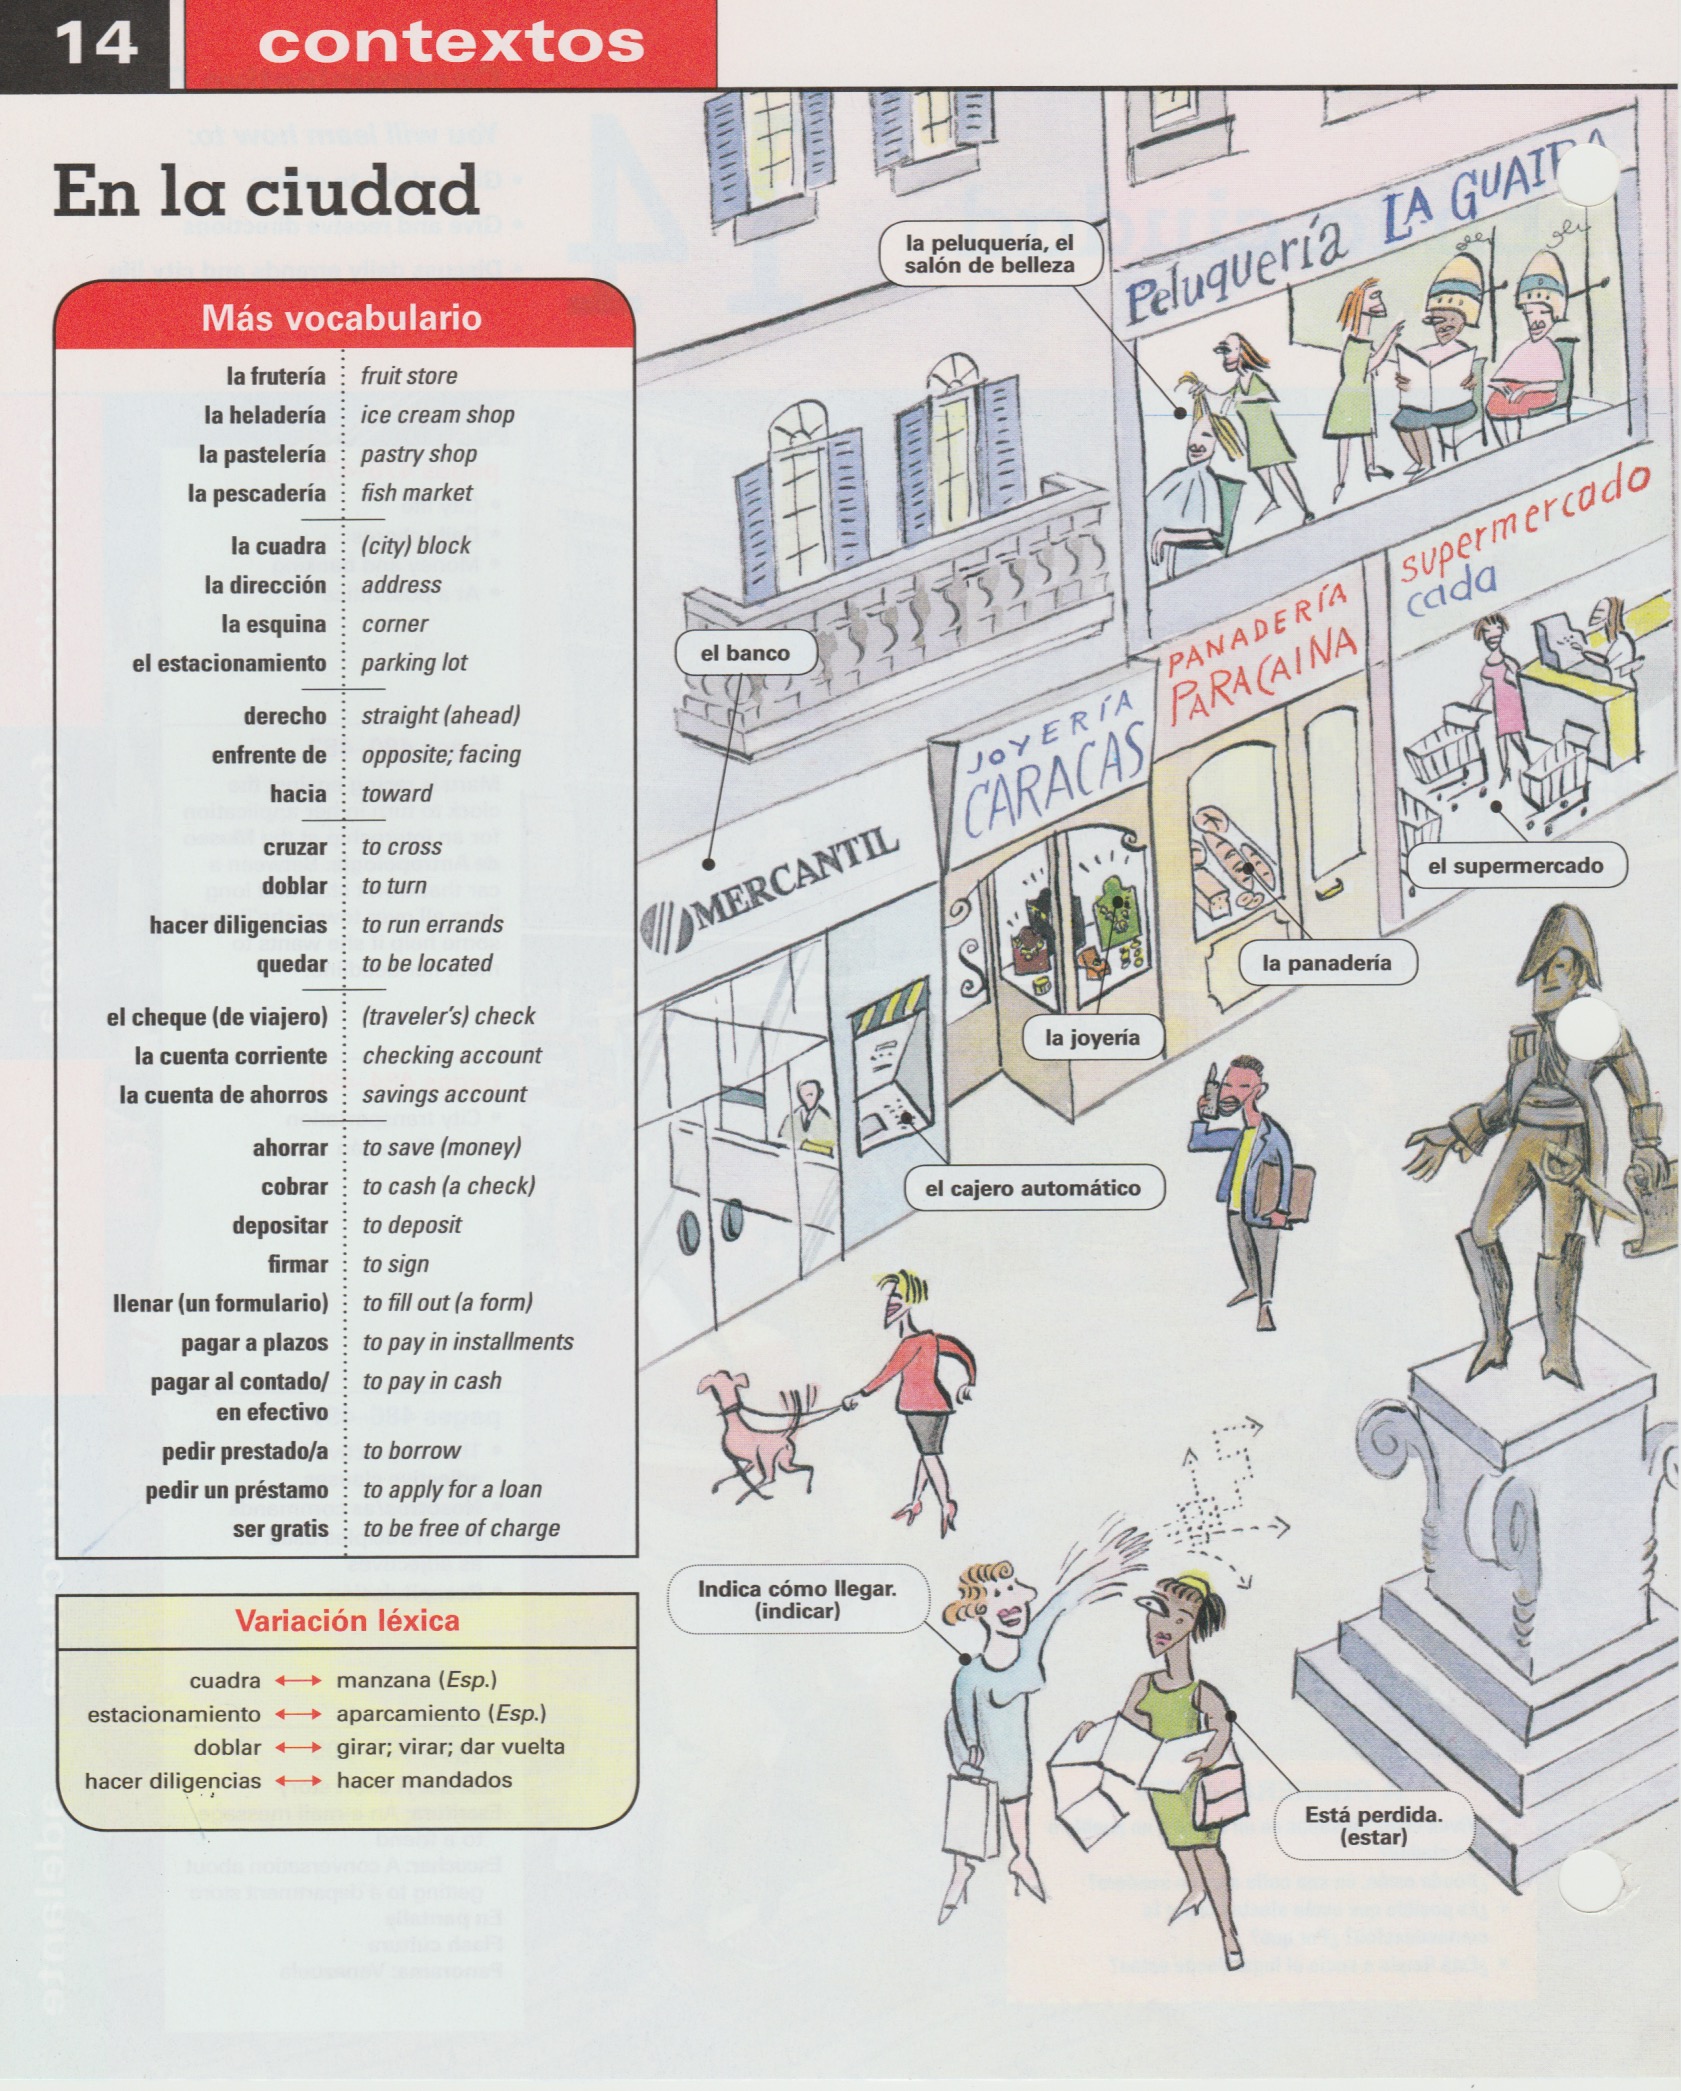 14 contextos
En la ciudad
Más vocabulario
la frutería fruit store
la heladería ice cream shop
la pastelería pastry shop
la pescadería fish market
la cuadra (city) block
la dirección address
la esquina corner
el estacionamiento parking lot
derecho straight (ahead)
enfrente de opposite; facing
hacia toward
cruzar to cross
doblar to turn
hacer diligencias to run errands
quedar to be located
el cheque (de viajero) (traveler's) check
la cuenta corriente checking account
la cuenta de ahorros savings account
ahorrar to save (money)
cobrar to cash (a check)
depositar to deposit
firmar to sign
llenar (un formulario) to fill out (a form)
pagar a plazos to pay in installments
pagar al contado/ to pay in cash
en efectivo
pedir prestado/a to borrow
pedir un préstamo to apply for a loan
ser gratis to be free of charge
Variación léxica
cuadra ↔ manzana (Esp.)
estacionamiento ↔ aparcamiento (Esp.)
doblar ↔ girar; virar; dar vuelta
hacer diligencias ↔ hacer mandados
la peluquería, el
salón de belleza
Peluquería LA GUAIRA
el banco
MERCANTIL
JOYERÍA
CARACAS
PANADERÍA
PARACAINA
supermercado
cada
el supermercado
la panadería
la joyería
el cajero automático
Indica cómo llegar.
(indicar)
Está perdida.
(estar)